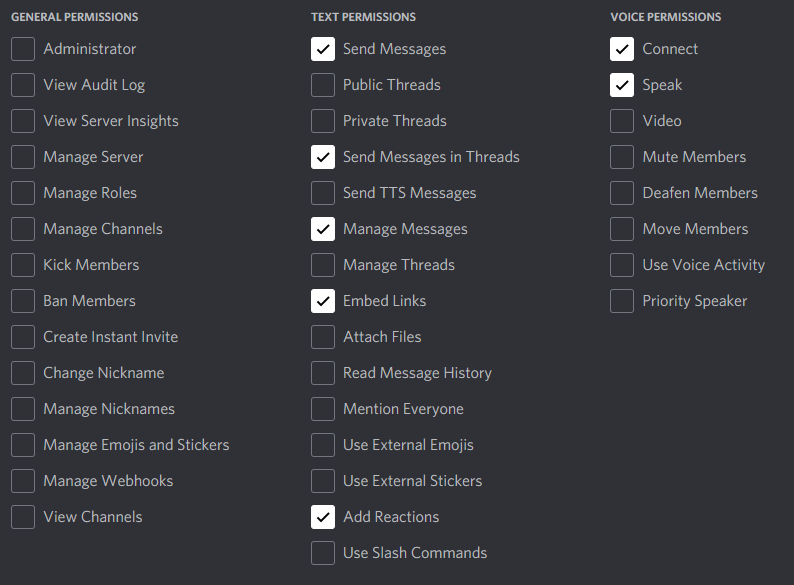 GENERAL PERMISSIONS
Administrator
View Audit Log
View Server Insights
Manage Server
Manage Roles
Manage Channels
Kick Members
Ban Members
Create Instant Invite
Change Nickname
Manage Nicknames
Manage Emojis and Stickers
Manage Webhooks
View Channels
TEXT PERMISSIONS
Send Messages
Public Threads
Private Threads
Send Messages in Threads
Send TTS Messages
Manage Messages
Manage Threads
Embed Links
Attach Files
Read Message History
Mention Everyone
Use External Emojis
Use External Stickers
Add Reactions
Use Slash Commands
VOICE PERMISSIONS
Connect
Speak
Video
Mute Members
Deafen Members
Move Members
Use Voice Activity
Priority Speaker